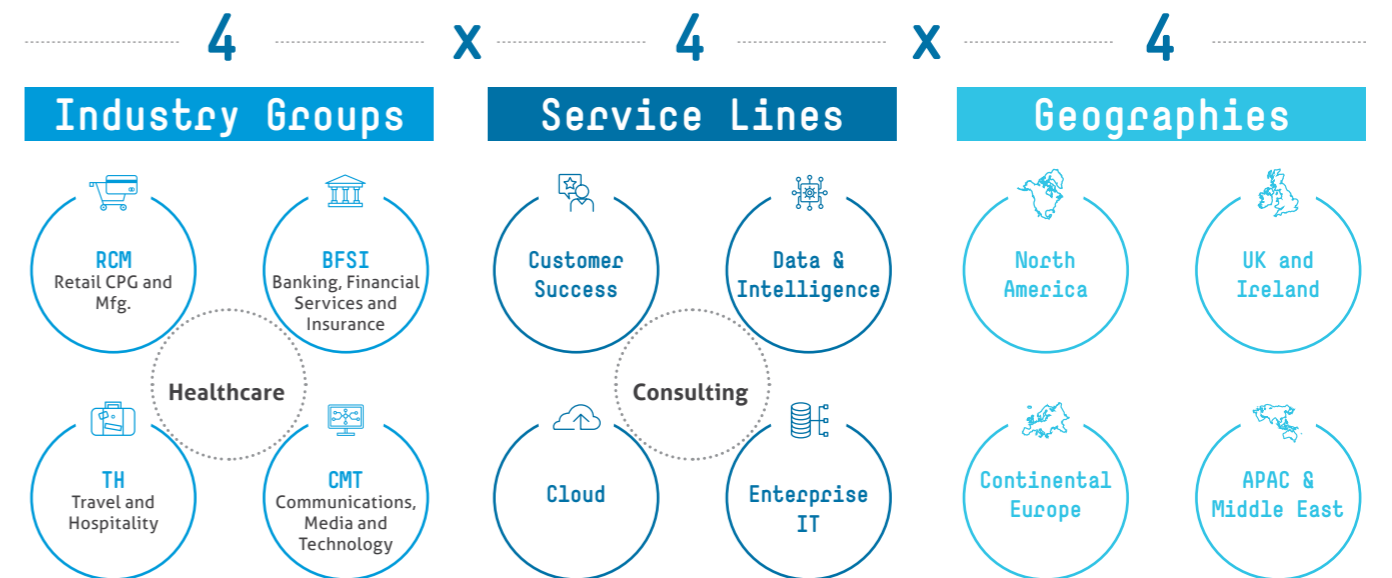 4 x 4 x 4
Industry Groups
Service Lines
Geographies
RCM
Retail CPG and
Mfg.
BFSI
Banking, Financial
Services and
Insurance
Healthcare
TH
Travel and
Hospitality
CMT
Communications,
Media and
Technology
Customer
Success
Data &
Intelligence
Consulting
Cloud
Enterprise
IT
North
America
UK and
Ireland
Continental
Europe
APAC &
Middle East